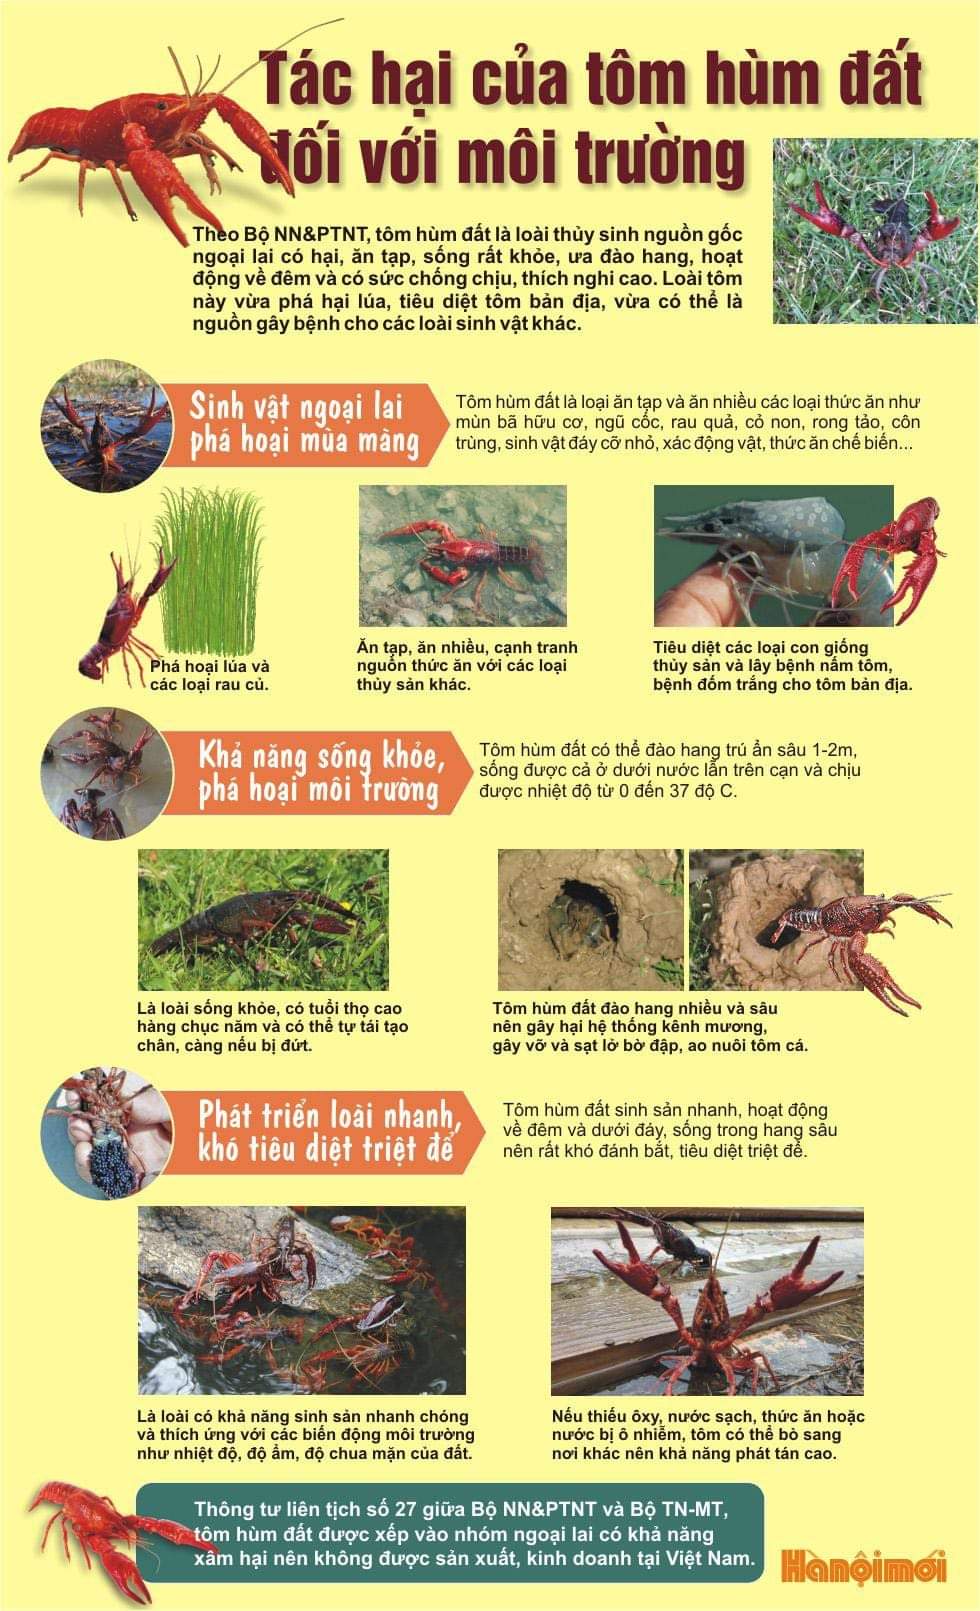 Tác hại của tôm hùm đất
đối với môi trường
Theo Bộ NN&PTNT, tôm hùm đất là loài thủy sinh nguồn gốc
ngoại lai có hại, ăn tạp, sống rất khỏe, ưa đào hang, hoạt
động về đêm và có sức chống chịu, thích nghi cao. Loài tôm
này vừa phá hại lúa, tiêu diệt tôm bản địa, vừa có thể là
nguồn gây bệnh cho các loài sinh vật khác.
Sinh vật ngoại lai
phá hoại mùa màng
Tôm hùm đất là loại ăn tạp và ăn nhiều các loại thức ăn như
mùn bã hữu cơ, ngũ cốc, rau quả, cỏ non, rong tảo, côn
trùng, sinh vật đáy cỡ nhỏ, xác động vật, thức ăn chế biến...
Phá hoại lúa và
các loại rau củ.
Ăn tạp, ăn nhiều, cạnh tranh
nguồn thức ăn với các loại
thủy sản khác.
Tiêu diệt các loại con giống
thủy sản và lây bệnh nấm tôm,
bệnh đốm trắng cho tôm bản địa.
Khả năng sống khỏe,
phá hoại môi trường
Tôm hùm đất có thể đào hang trú ẩn sâu 1-2m,
sống được cả ở dưới nước lẫn trên cạn và chịu
được nhiệt độ từ 0 đến 37 độ C.
Là loài sống khỏe, có tuổi thọ cao
hàng chục năm và có thể tự tái tạo
chân, càng nếu bị đứt.
Tôm hùm đất đào hang nhiều và sâu
nên gây hại hệ thống kênh mương,
gây vỡ và sạt lở bờ đập, ao nuôi tôm cá.
Phát triển loài nhanh,
khó tiêu diệt triệt để
Tôm hùm đất sinh sản nhanh, hoạt động
về đêm và dưới đáy, sống trong hang sâu
nên rất khó đánh bắt, tiêu diệt triệt để.
Là loài có khả năng sinh sản nhanh chóng
và thích ứng với các biến động môi trường
như nhiệt độ, độ ẩm, độ chua mặn của đất.
Nếu thiếu ôxy, nước sạch, thức ăn hoặc
nước bị ô nhiễm, tôm có thể bò sang
nơi khác nên khả năng phát tán cao.
Thông tư liên tịch số 27 giữa Bộ NN&PTNT và Bộ TN-MT,
tôm hùm đất được xếp vào nhóm ngoại lai có khả năng
xâm hại nên không được sản xuất, kinh doanh tại Việt Nam.
Hànộimới